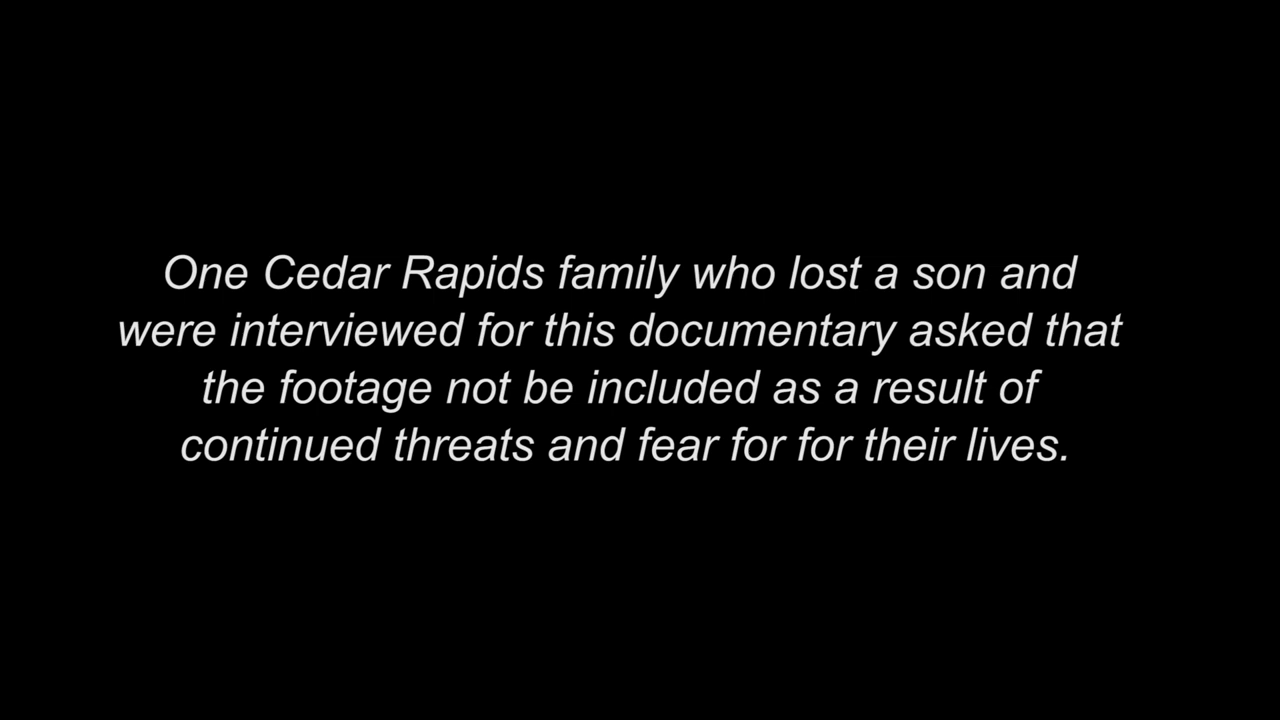 One Cedar Rapids family who lost a son and
were interviewed for this documentary asked that
the footage not be included as a result of
continued threats and fear for for their lives.